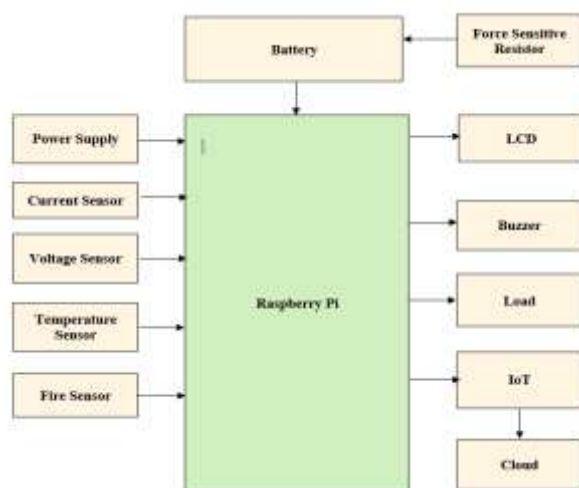 Battery
Force Sensitive
Resistor
Power Supply
LCD
Current Sensor
Buzzer
Voltage Sensor
Raspberry Pi
Load
Temperature
Sensor
IoT
Fire Sensor
Cloud